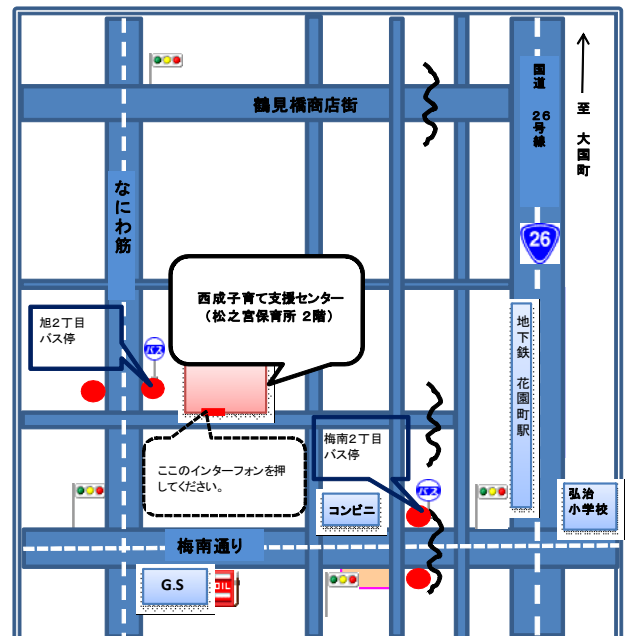 国道 26号線
至 大国町
鶴見橋商店街
なにわ筋
26
西成子育て支援センター
（松之宮保育所 2階）
旭2丁目
バス停
バス
地下鉄 花園町駅
ここのインターフォンを押
してください。
梅南2丁目
バス停
バス
コンビニ
弘治
小学校
梅南通り
G.S
OIL